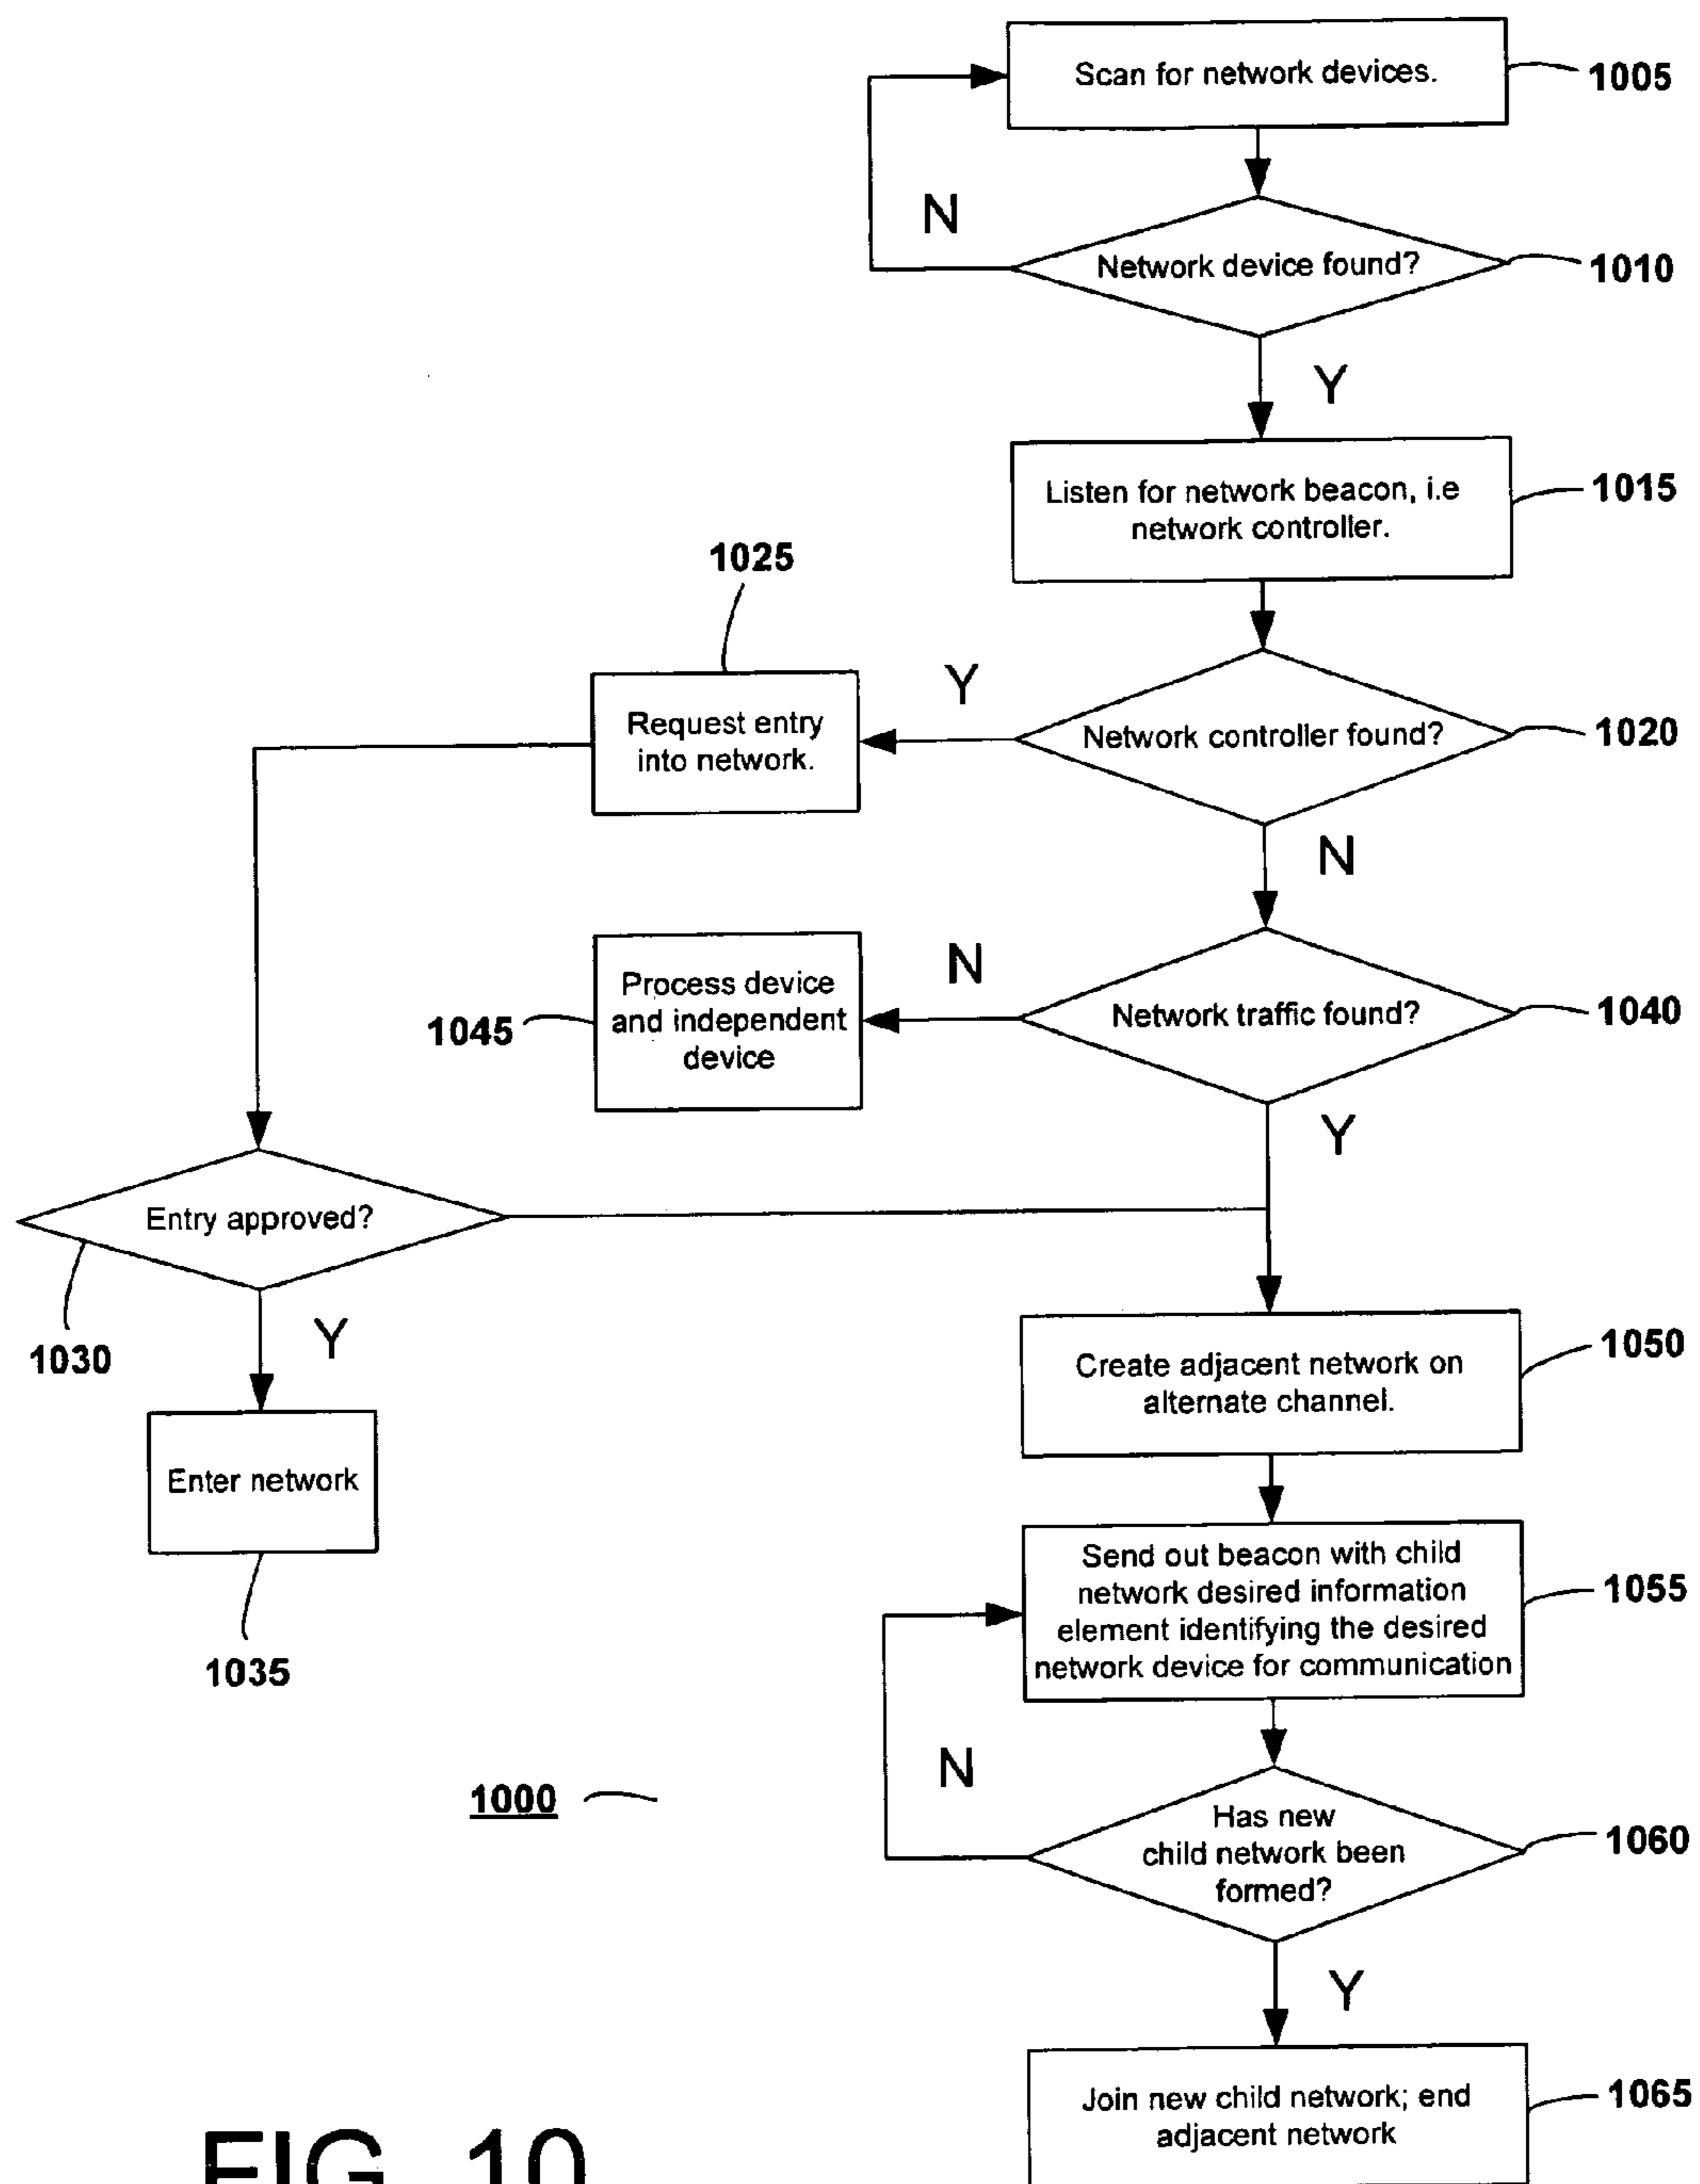 Scan for network devices.
1005
N
Network device found?
1010
Y
Listen for network beacon, i.e
network controller.
1015
1025
Request entry
into network.
Y
Network controller found?
1020
N
Process device
and independent
device
1045
N
Network traffic found?
1040
Y
Entry approved?
1030
Y
Enter network
1035
Create adjacent network on
alternate channel.
1050
Send out beacon with child
network desired information
element identifying the desired
network device for communication
1055
N
1000
Has new
child network been
formed?
1060
Y
Join new child network; end
adjacent network
1065
FIG. 10